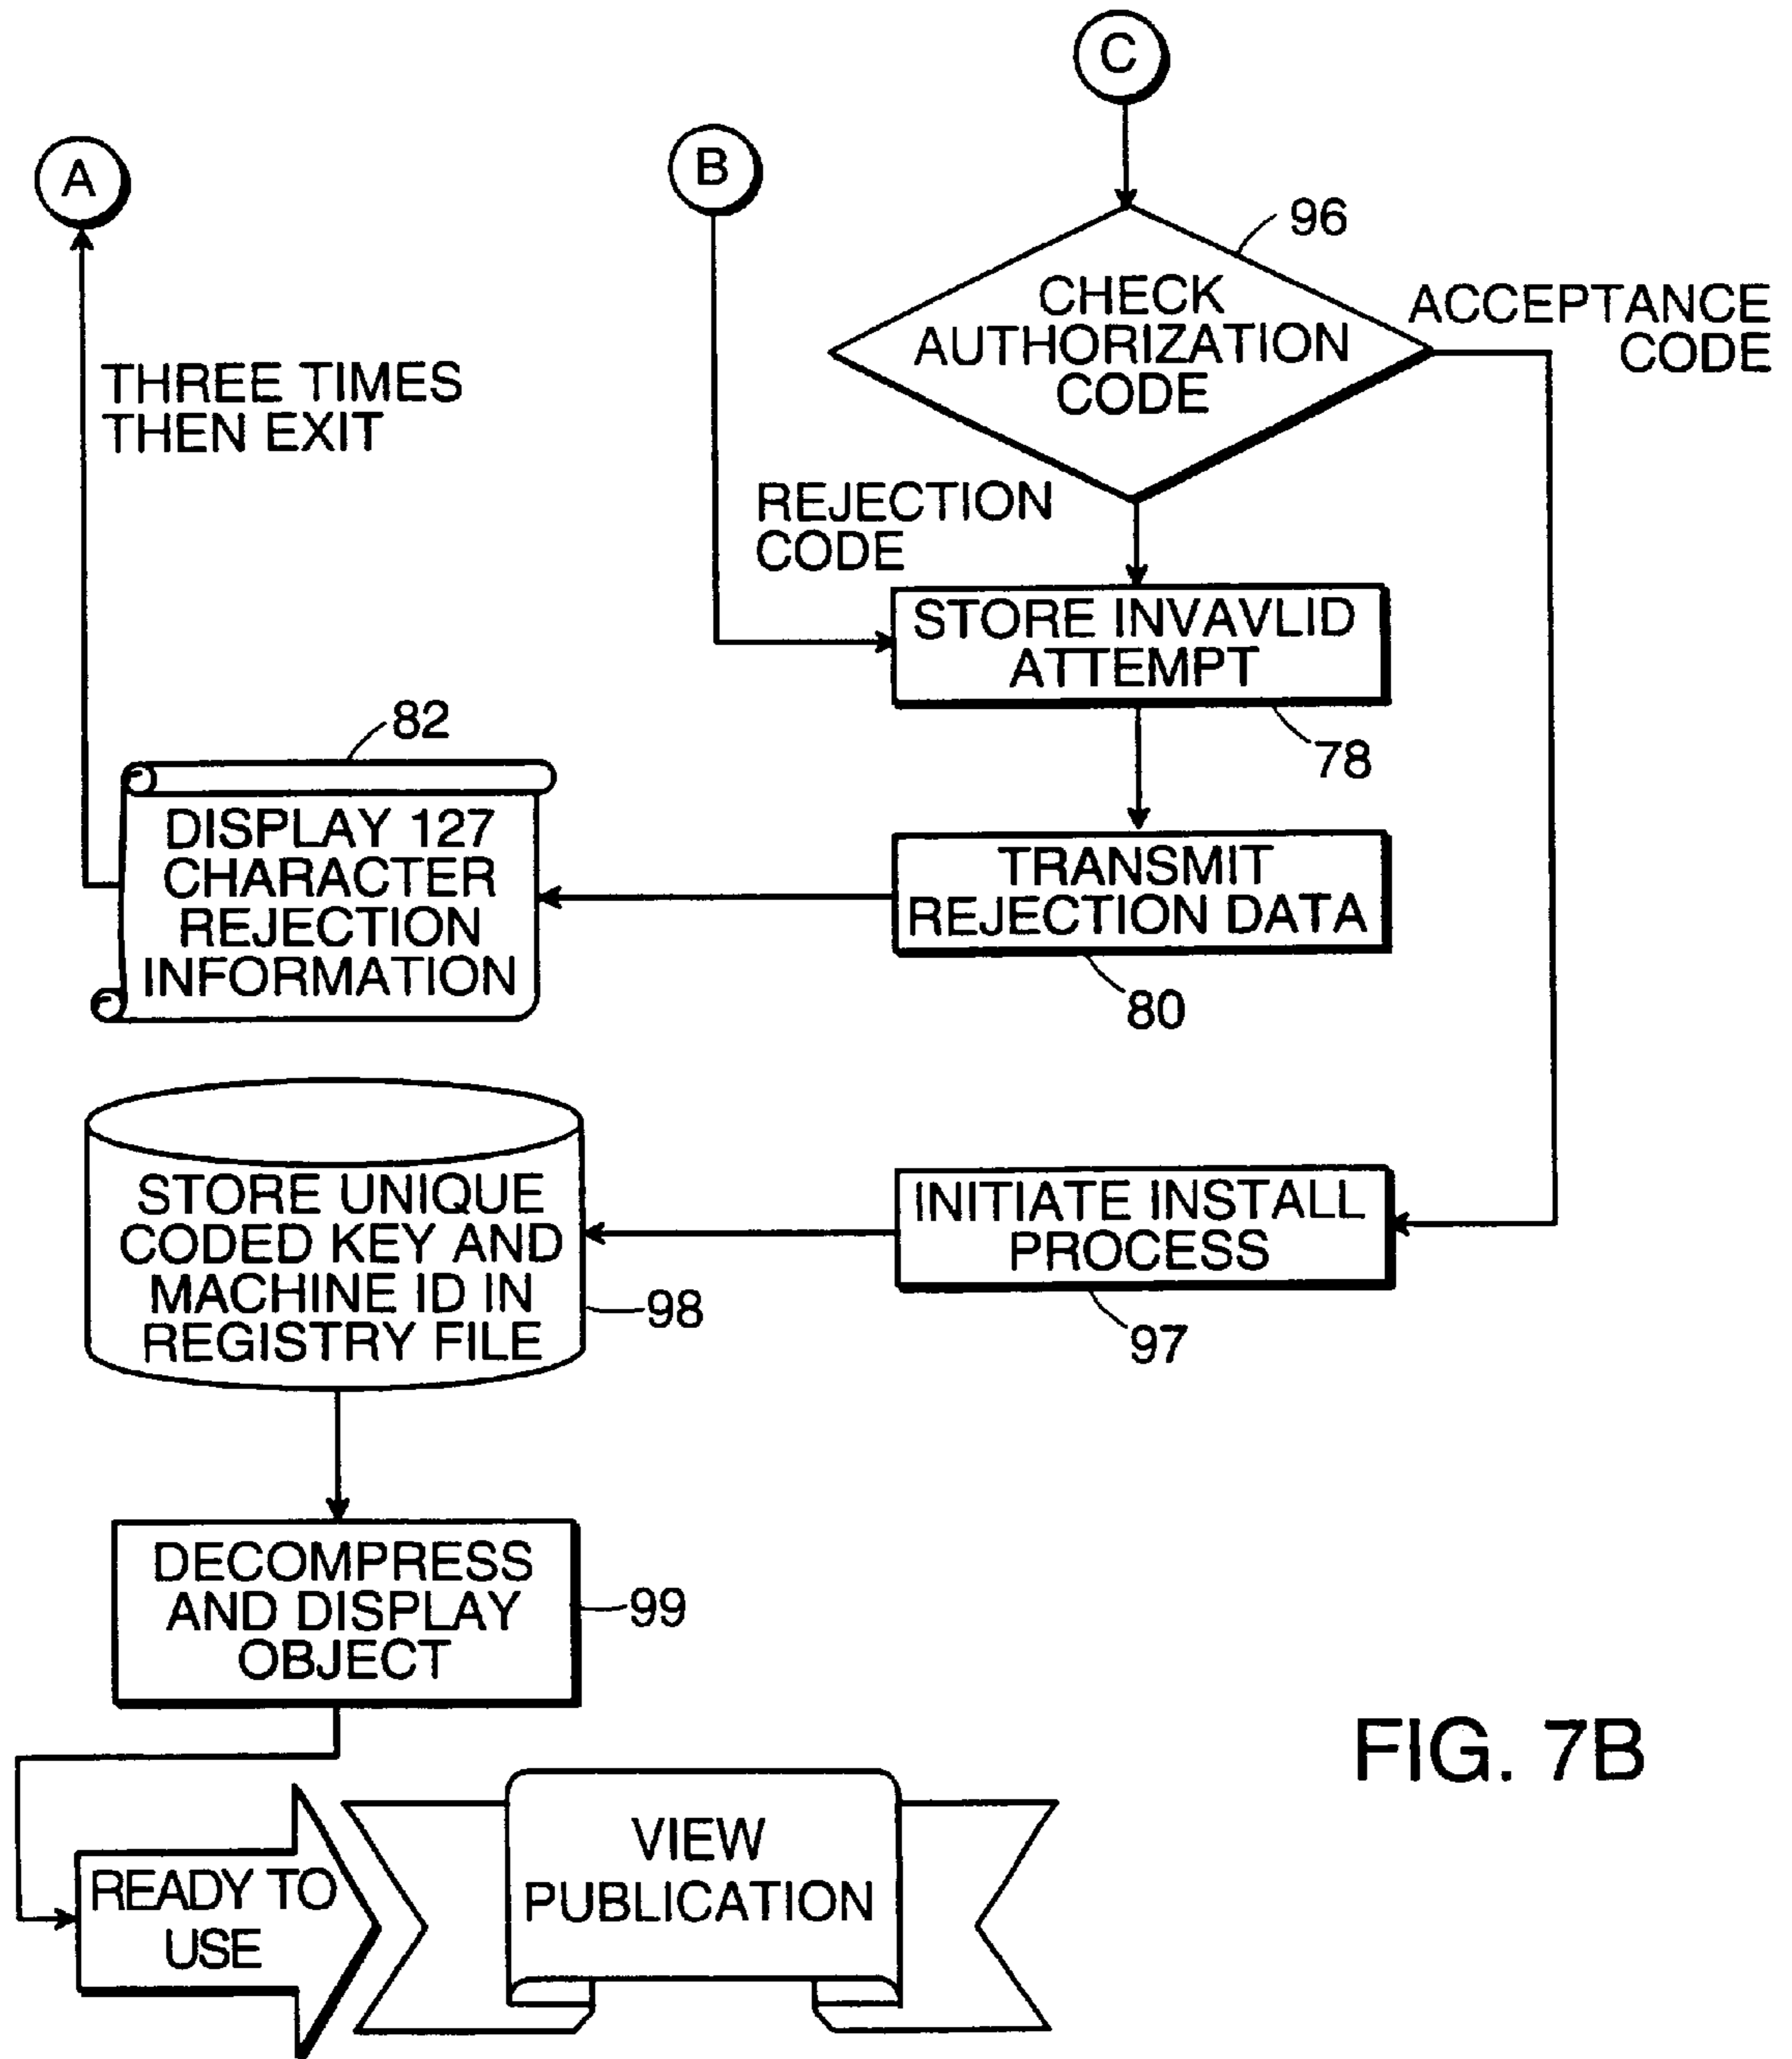 C
A
B
96
CHECK
AUTHORIZATION
CODE
ACCEPTANCE
CODE
THREE TIMES
THEN EXIT
REJECTION
CODE
STORE INVAVLID
ATTEMPT
78
82
DISPLAY 127
CHARACTER
REJECTION
INFORMATION
TRANSMIT
REJECTION DATA
80
STORE UNIQUE
CODED KEY AND
MACHINE ID IN
REGISTRY FILE
98
INITIATE INSTALL
PROCESS
97
DECOMPRESS
AND DISPLAY
OBJECT
99
FIG. 7B
READY TO
USE
VIEW
PUBLICATION